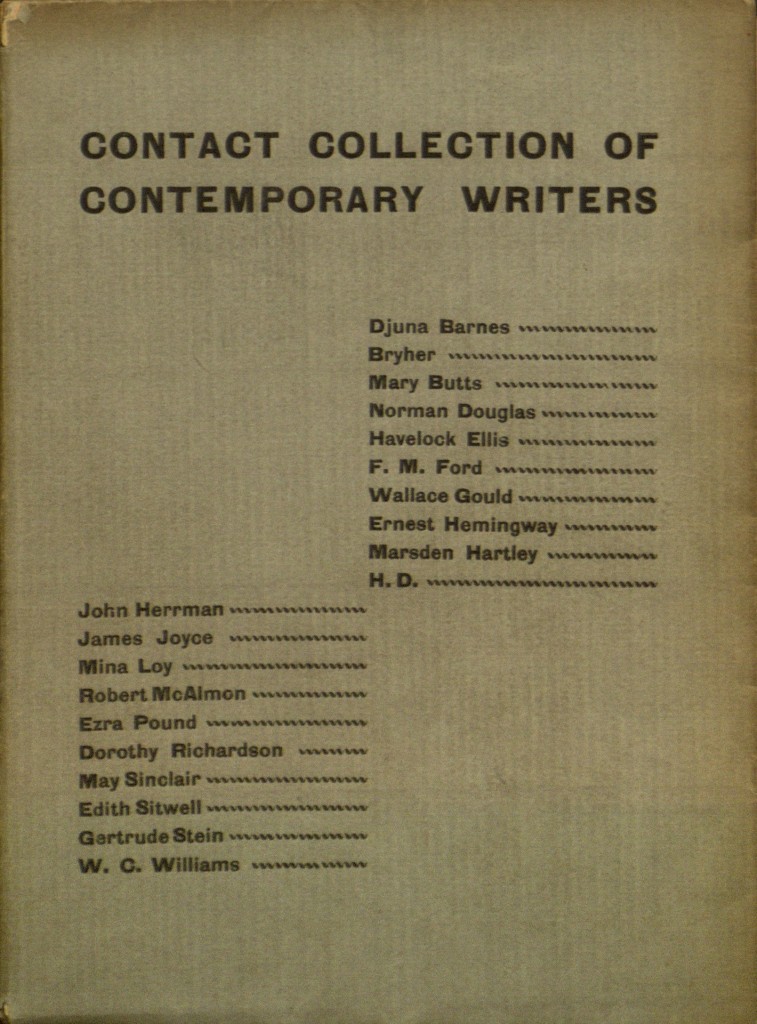 CONTACT COLLECTION OF
CONTEMPORARY WRITERS
Djuna Barnes
Bryher
Mary Butts
Norman Douglas
Havelock Ellis
F. M. Ford
Wallace Gould
Ernest Hemingway
Marsden Hartley
H. D.
John Herrman
James Joyce
Mina Loy
Robert McAlmon
Ezra Pound
Dorothy Richardson
May Sinclair
Edith Sitwell
Gertrude Stein
W. C. Williams